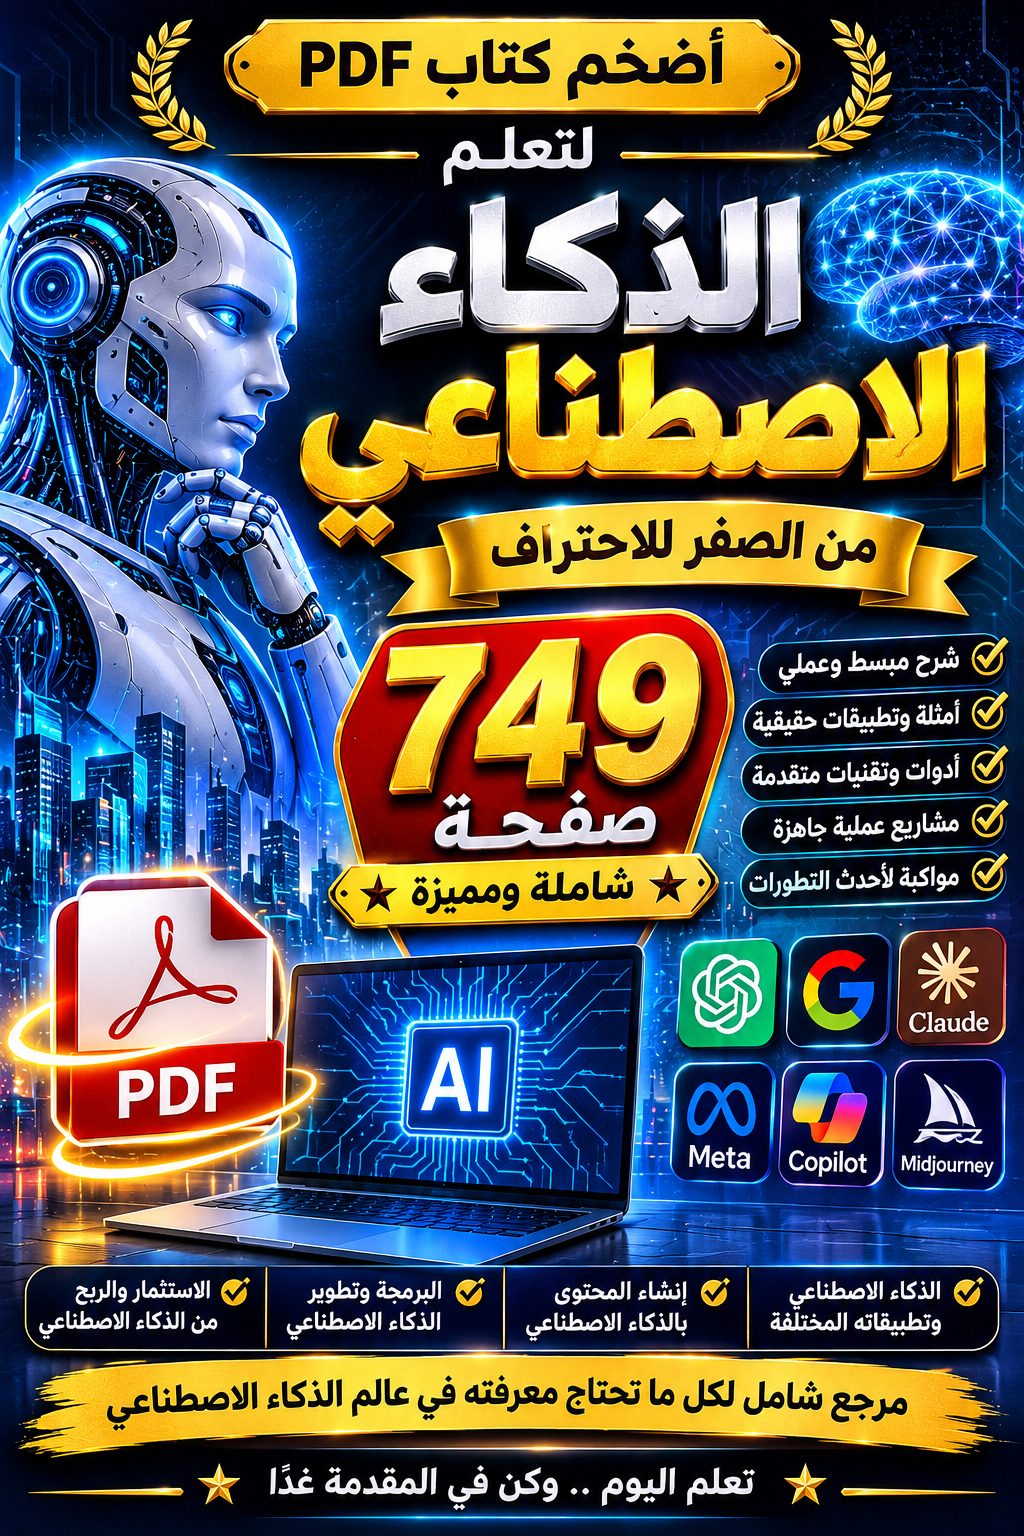 أضخم كتاب PDF
لتعلم
الذكاء
الاصطناعي
من الصفر للاحتراف
749
صفحة
شاملة ومميزة
شرح مبسط وعملي
أمثلة وتطبيقات حقيقية
أدوات وتقنيات متقدمة
مشاريع عملية جاهزة
مواكبة لأحدث التطورات
PDF
AI
Claude
Meta
Copilot
Midjourney
الذكاء الاصطناعي
وتطبيقاته المختلفة
إنشاء المحتوى
بالذكاء الاصطناعي
البرمجة وتطوير
الذكاء الاصطناعي
الاستثمار والربح
من الذكاء الاصطناعي
مرجع شامل لكل ما تحتاج معرفته في عالم الذكاء الاصطناعي
تعلم اليوم .. وكن في المقدمة غدًا